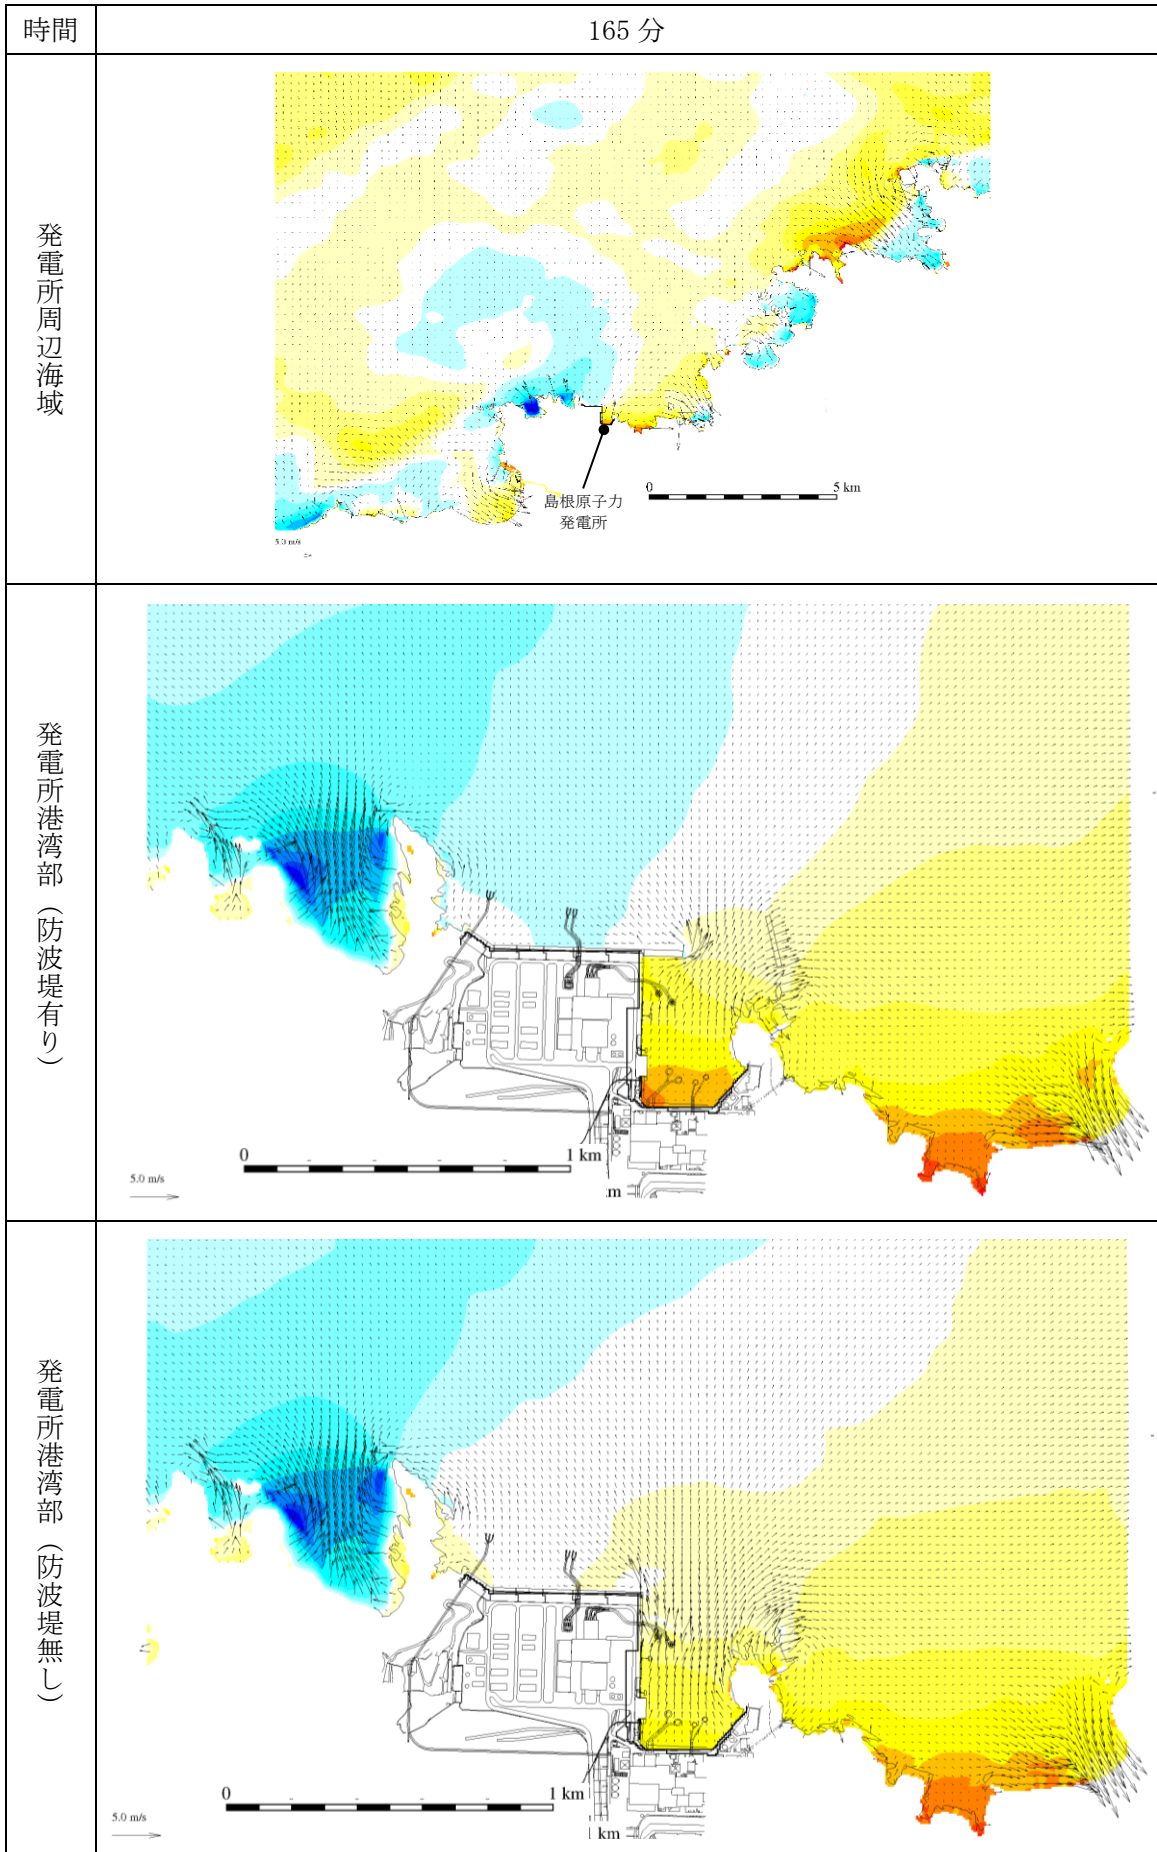 時間
165 分
発電所周辺海域
島根原子力
発電所
0
5 km
5.0 m/s
発電所港湾部（防波堤有り）
0
1 km
5.0 m/s
.m
発電所港湾部（防波堤無し）
0
1 km
5.0 m/s
km